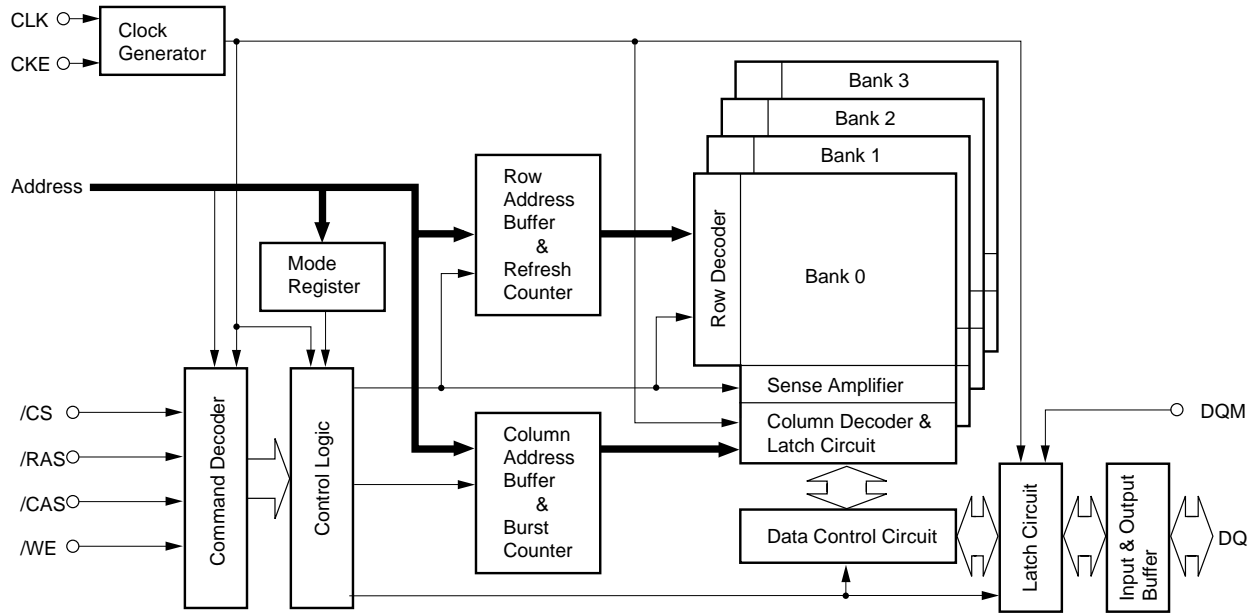 CLK
CKE
Clock
Generator
Bank 3
Bank 2
Bank 1
Address
Row
Address
Buffer
&
Refresh
Counter
Row Decoder
Bank 0
Mode
Register
Sense Amplifier
Column Decoder &
Latch Circuit
/CS
/RAS
/CAS
/WE
Command Decoder
Control Logic
Column
Address
Buffer
&
Burst
Counter
Data Control Circuit
Latch Circuit
Input & Output
Buffer
DQM
DQ